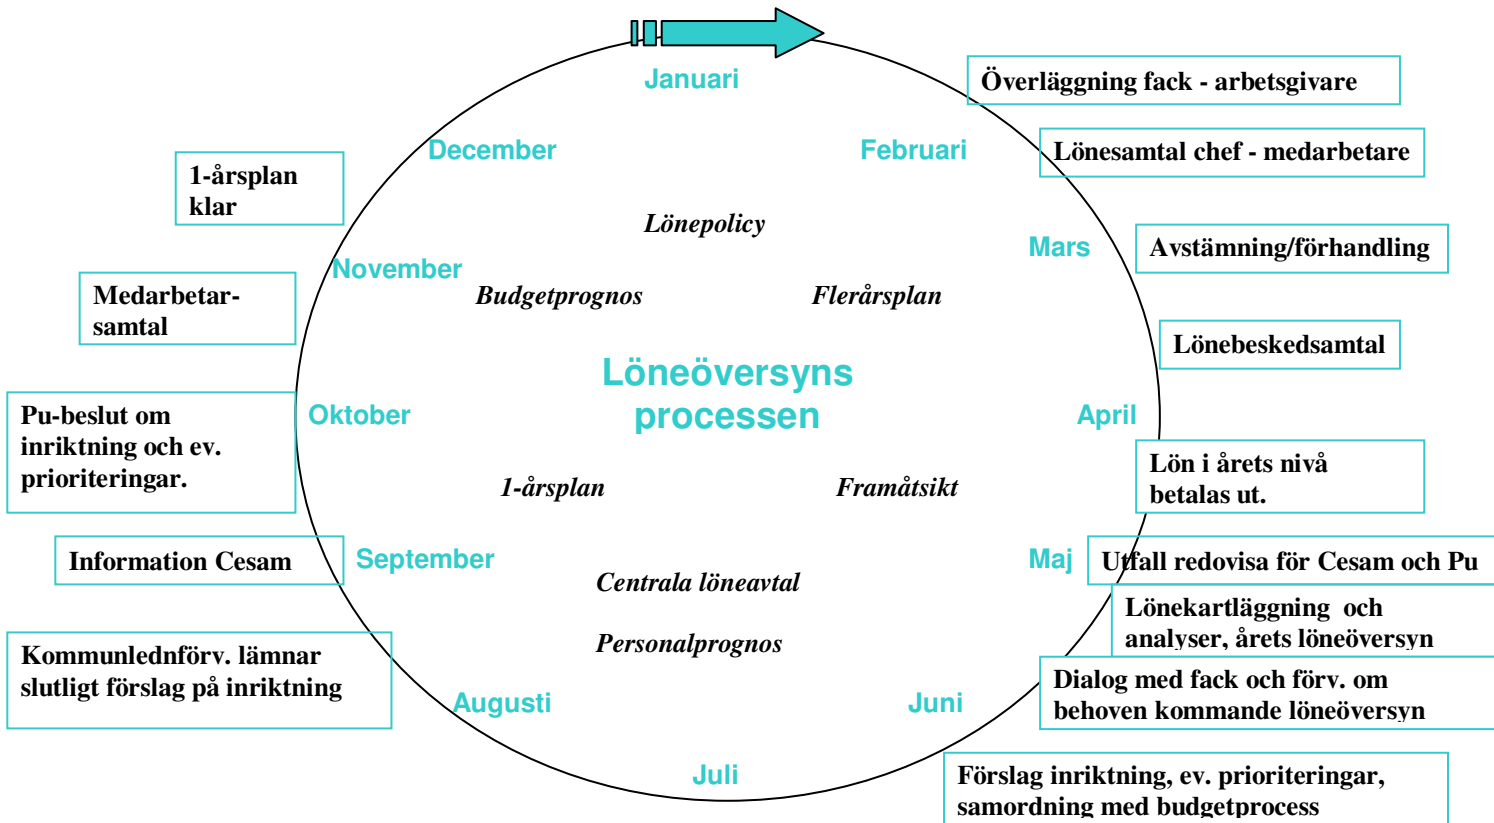 Januari
Överläggning fack - arbetsgivare
December
Februari
Lönesamtal chef - medarbetare
1-årsplan
klar
Lönepolicy
Mars
Avstämning/förhandling
November
Medarbetar-
samtal
Budgetprognos
Flerårsplan
Lönebeskedsamtal
Löneöversyns
processen
Pu-beslut om
inriktning och ev.
prioriteringar.
Oktober
April
Lön i årets nivå
betalas ut.
1-årsplan
Framåtsikt
Information Cesam
September
Maj
Utfall redovisa för Cesam och Pu
Centrala löneavtal
Lönekartläggning och
analyser, årets löneöversyn
Personalprognos
Kommunlednförv. lämnar
slutligt förslag på inriktning
Dialog med fack och förv. om
behoven kommande löneöversyn
Augusti
Juni
Juli
Förslag inriktning, ev. prioriteringar,
samordning med budgetprocess